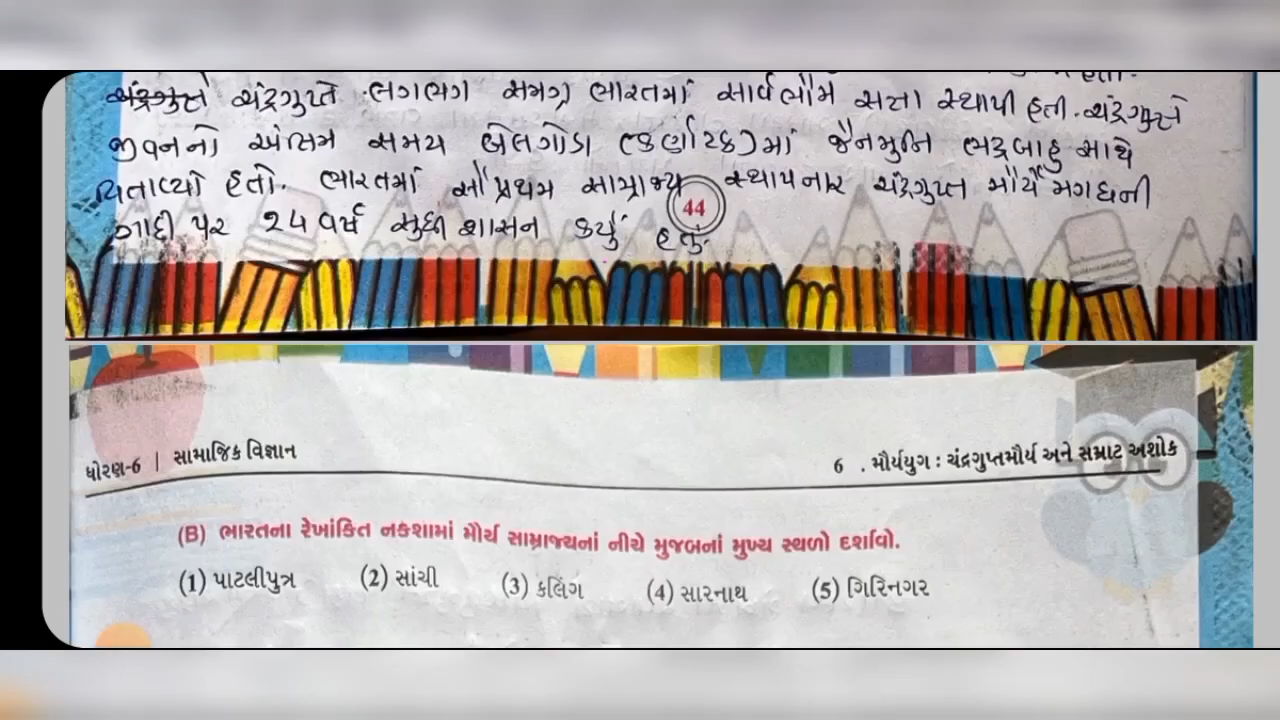 ચંદ્રગુપ્તે ચંદ્રગુપ્તે લગભગ સમગ્ર ભારતમાં સાર્વભૌમ સત્તા સ્થાપી હતી. ચંદ્રગુપ્તે
જીવનનો અંતિમ સમય બેલગોડા (કર્ણાટક)માં જૈનમુનિ ભદ્રબાહુ સાથે
વિતાવ્યો હતો. ભારતમાં સૌપ્રથમ સામ્રાજ્ય સ્થાપનાર ચંદ્રગુપ્ત મૌર્યે મગધની
ગાદી પર ૨૫ વર્ષ સુધી શાસન કર્યું હતું.
44
ધોરણ-6 | સામાજિક વિજ્ઞાન 6 . મૌર્યયુગ : ચંદ્રગુપ્તમૌર્ય અને સમ્રાટ અશોક
(B) ભારતના રેખાંકિત નકશામાં મૌર્ય સામ્રાજ્યનાં નીચે મુજબનાં મુખ્ય સ્થળો દર્શાવો.
(1) પાટલીપુત્ર (2) સાંચી (3) કલિંગ (4) સારનાથ (5) ગિરિનગર